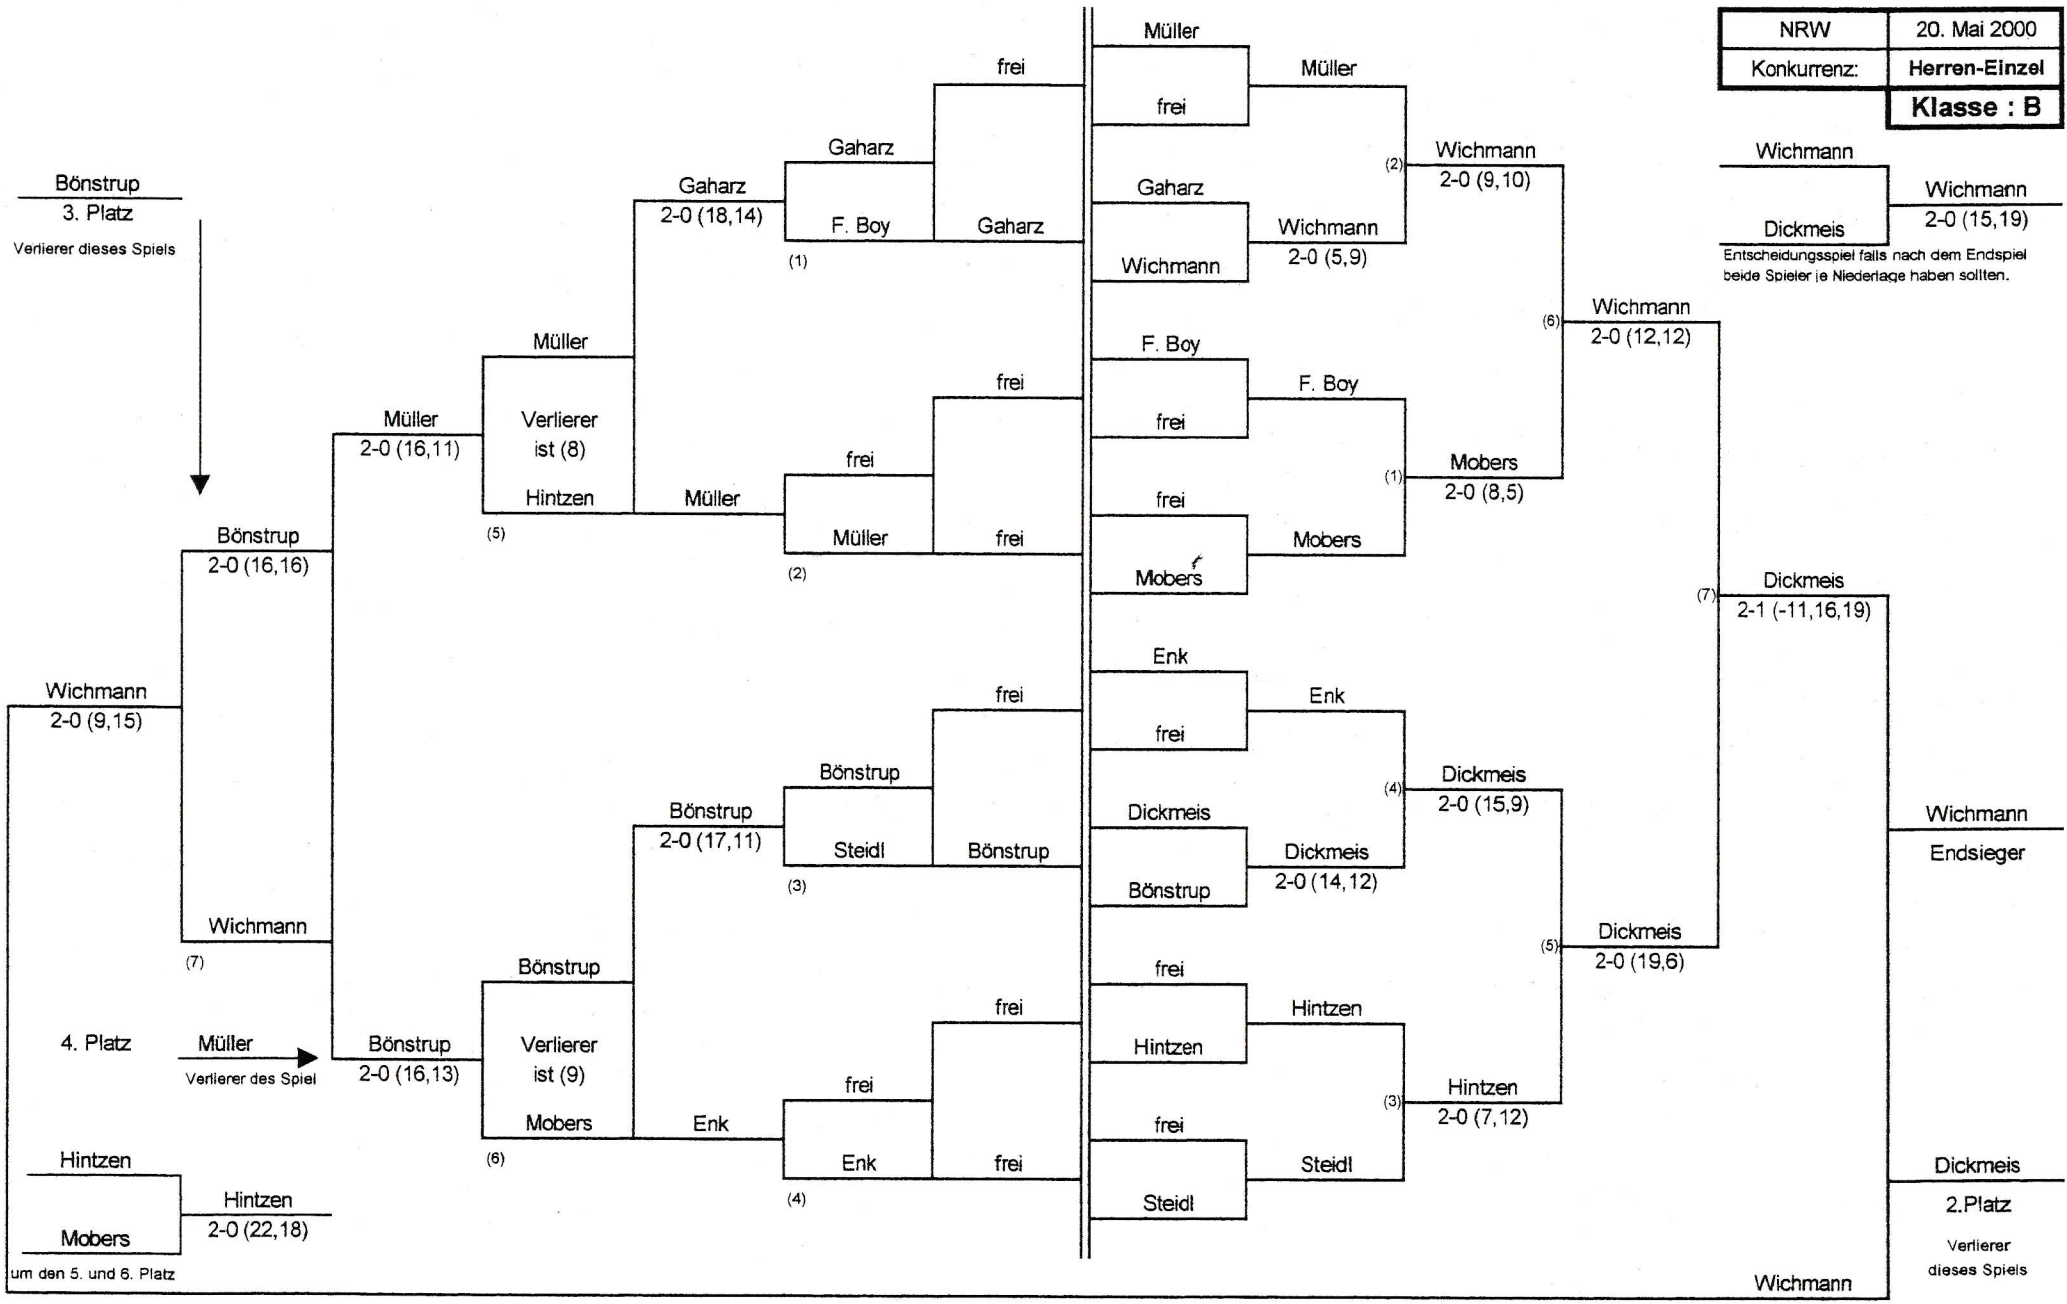 NRW
20. Mai 2000
Konkurrenz:
Herren-Einzel
Klasse : B
Bönstrup
3. Platz
Verlierer dieses Spiels
Wichmann
2-0 (9,15)
Bönstrup
2-0 (16,16)
Wichmann
(7)
4. Platz
Müller
Verlierer des Spiel
Hintzen
Mobers
Hintzen
2-0 (22,18)
um den 5. und 6. Platz
Müller
2-0 (16,11)
Bönstrup
2-0 (16,13)
Müller
Verlierer
ist (8)
Hintzen
(5)
Bönstrup
Verlierer
ist (9)
Mobers
(6)
Gaharz
2-0 (18,14)
Müller
Bönstrup
2-0 (17,11)
Enk
Gaharz
F. Boy
(1)
frei
Müller
(2)
Bönstrup
Steidl
(3)
frei
Enk
(4)
frei
Gaharz
frei
frei
frei
Bönstrup
frei
frei
Müller
frei
Gaharz
Wichmann
F. Boy
frei
frei
Mobers
Enk
frei
Dickmeis
Bönstrup
frei
Hintzen
frei
Steidl
Müller
Wichmann
2-0 (5,9)
F. Boy
Mobers
Enk
Dickmeis
2-0 (14,12)
Hintzen
Steidl
(2)
Wichmann
2-0 (9,10)
(1)
Mobers
2-0 (8,5)
(4)
Dickmeis
2-0 (15,9)
(3)
Hintzen
2-0 (7,12)
(6)
Wichmann
2-0 (12,12)
(5)
Dickmeis
2-0 (19,6)
(7)
Dickmeis
2-1 (-11,16,19)
Wichmann
Wichmann
Dickmeis
Wichmann
2-0 (15,19)
Entscheidungsspiel falls nach dem Endspiel
beide Spieler je Niederlage haben sollten.
Wichmann
Endsieger
Dickmeis
2.Platz
Verlierer
dieses Spiels